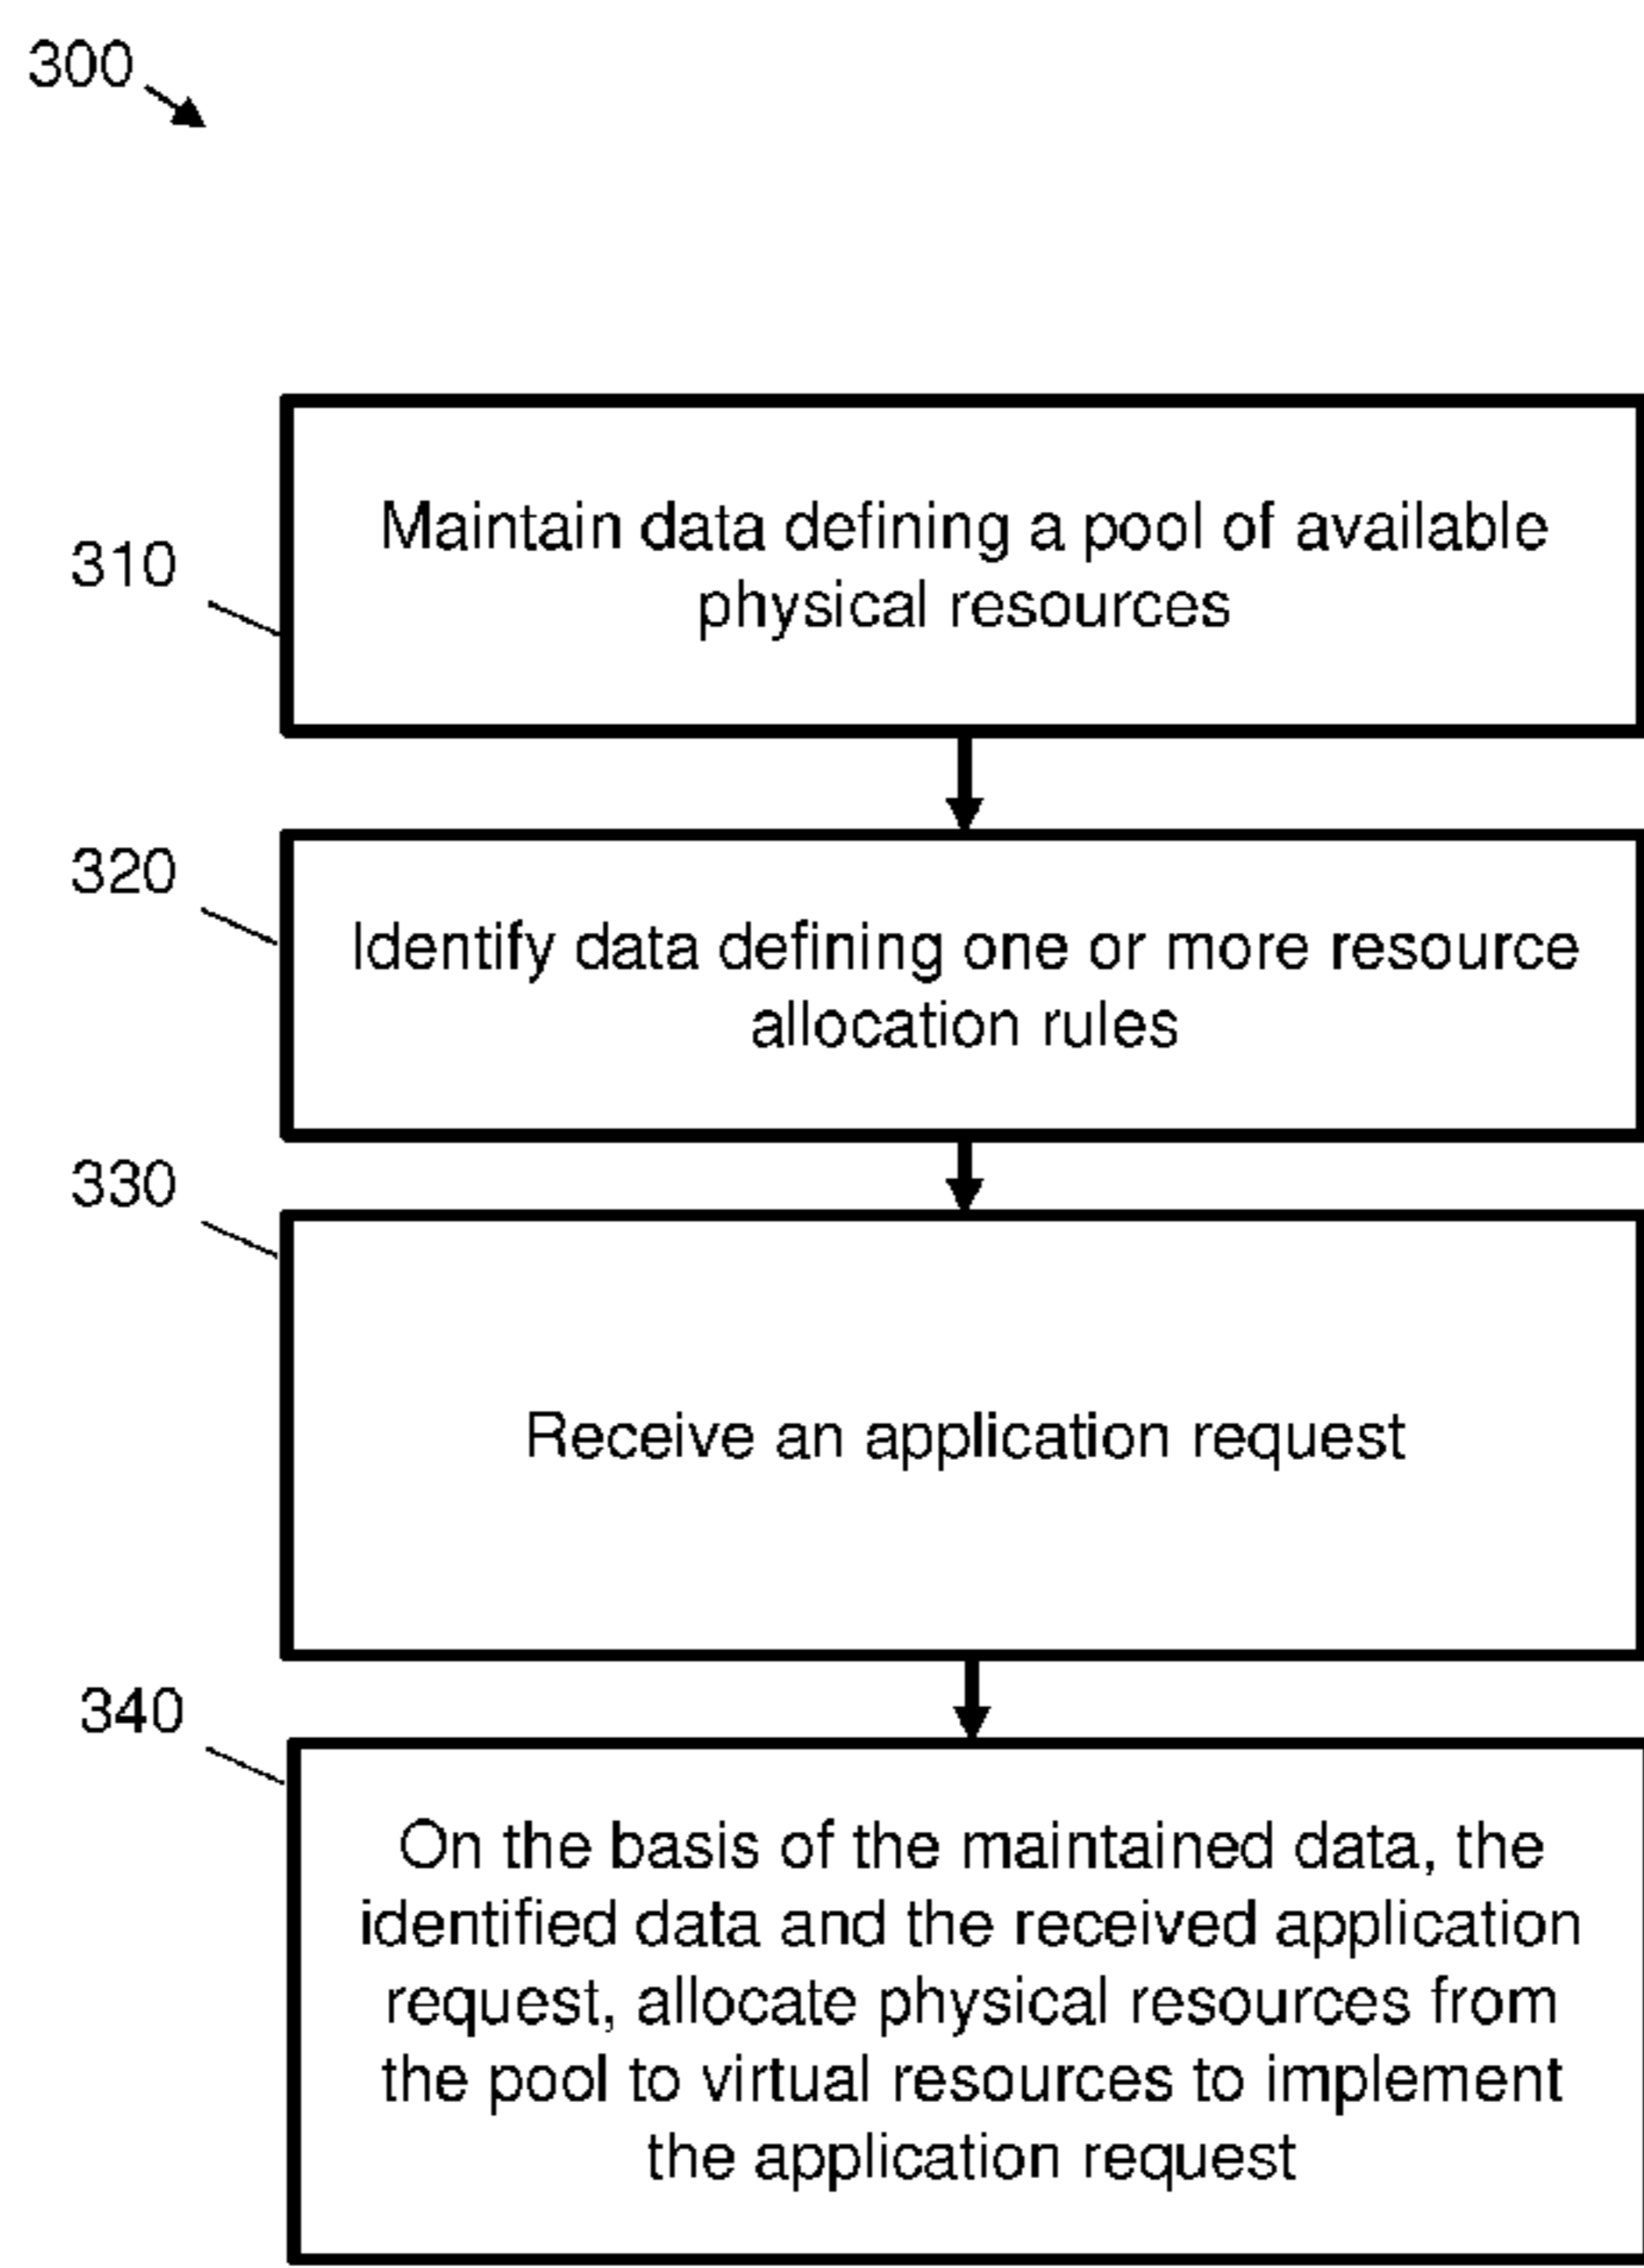 300
310
Maintain data defining a pool of available
physical resources
320
Identify data defining one or more resource
allocation rules
330
Receive an application request
340
On the basis of the maintained data, the
identified data and the received application
request, allocate physical resources from
the pool to virtual resources to implement
the application request